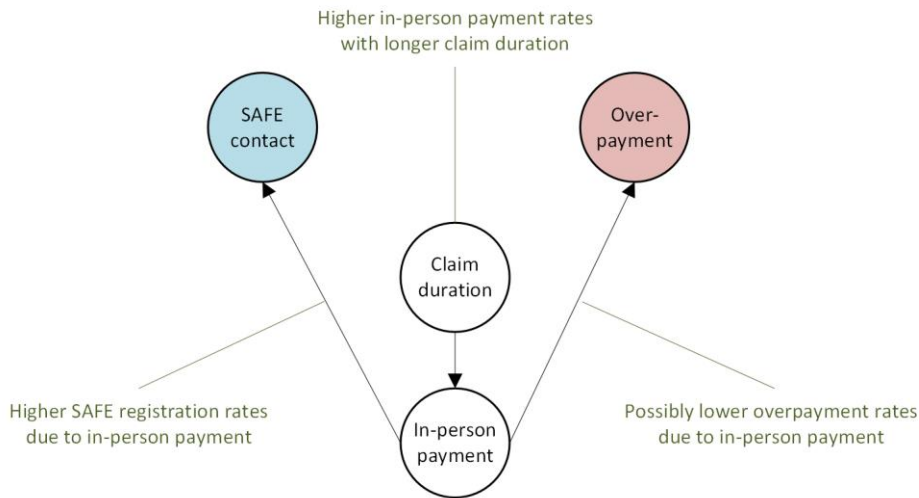 Higher in-person payment rates
with longer claim duration
SAFE
contact
Over-
payment
Claim
duration
Higher SAFE registration rates
due to in-person payment
In-person
payment
Possibly lower overpayment rates
due to in-person payment